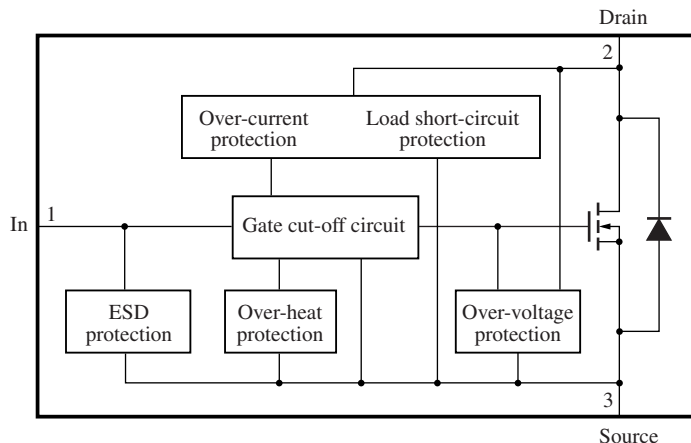 Drain
2
Over-current
protection
Load short-circuit
protection
In
1
Gate cut-off circuit
ESD
protection
Over-heat
protection
Over-voltage
protection
3
Source